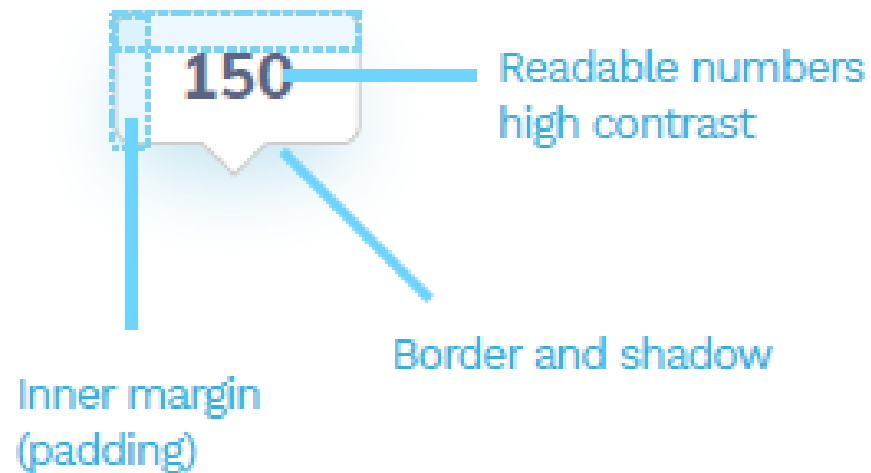 150
Readable numbers
high contrast
Border and shadow
Inner margin
(padding)